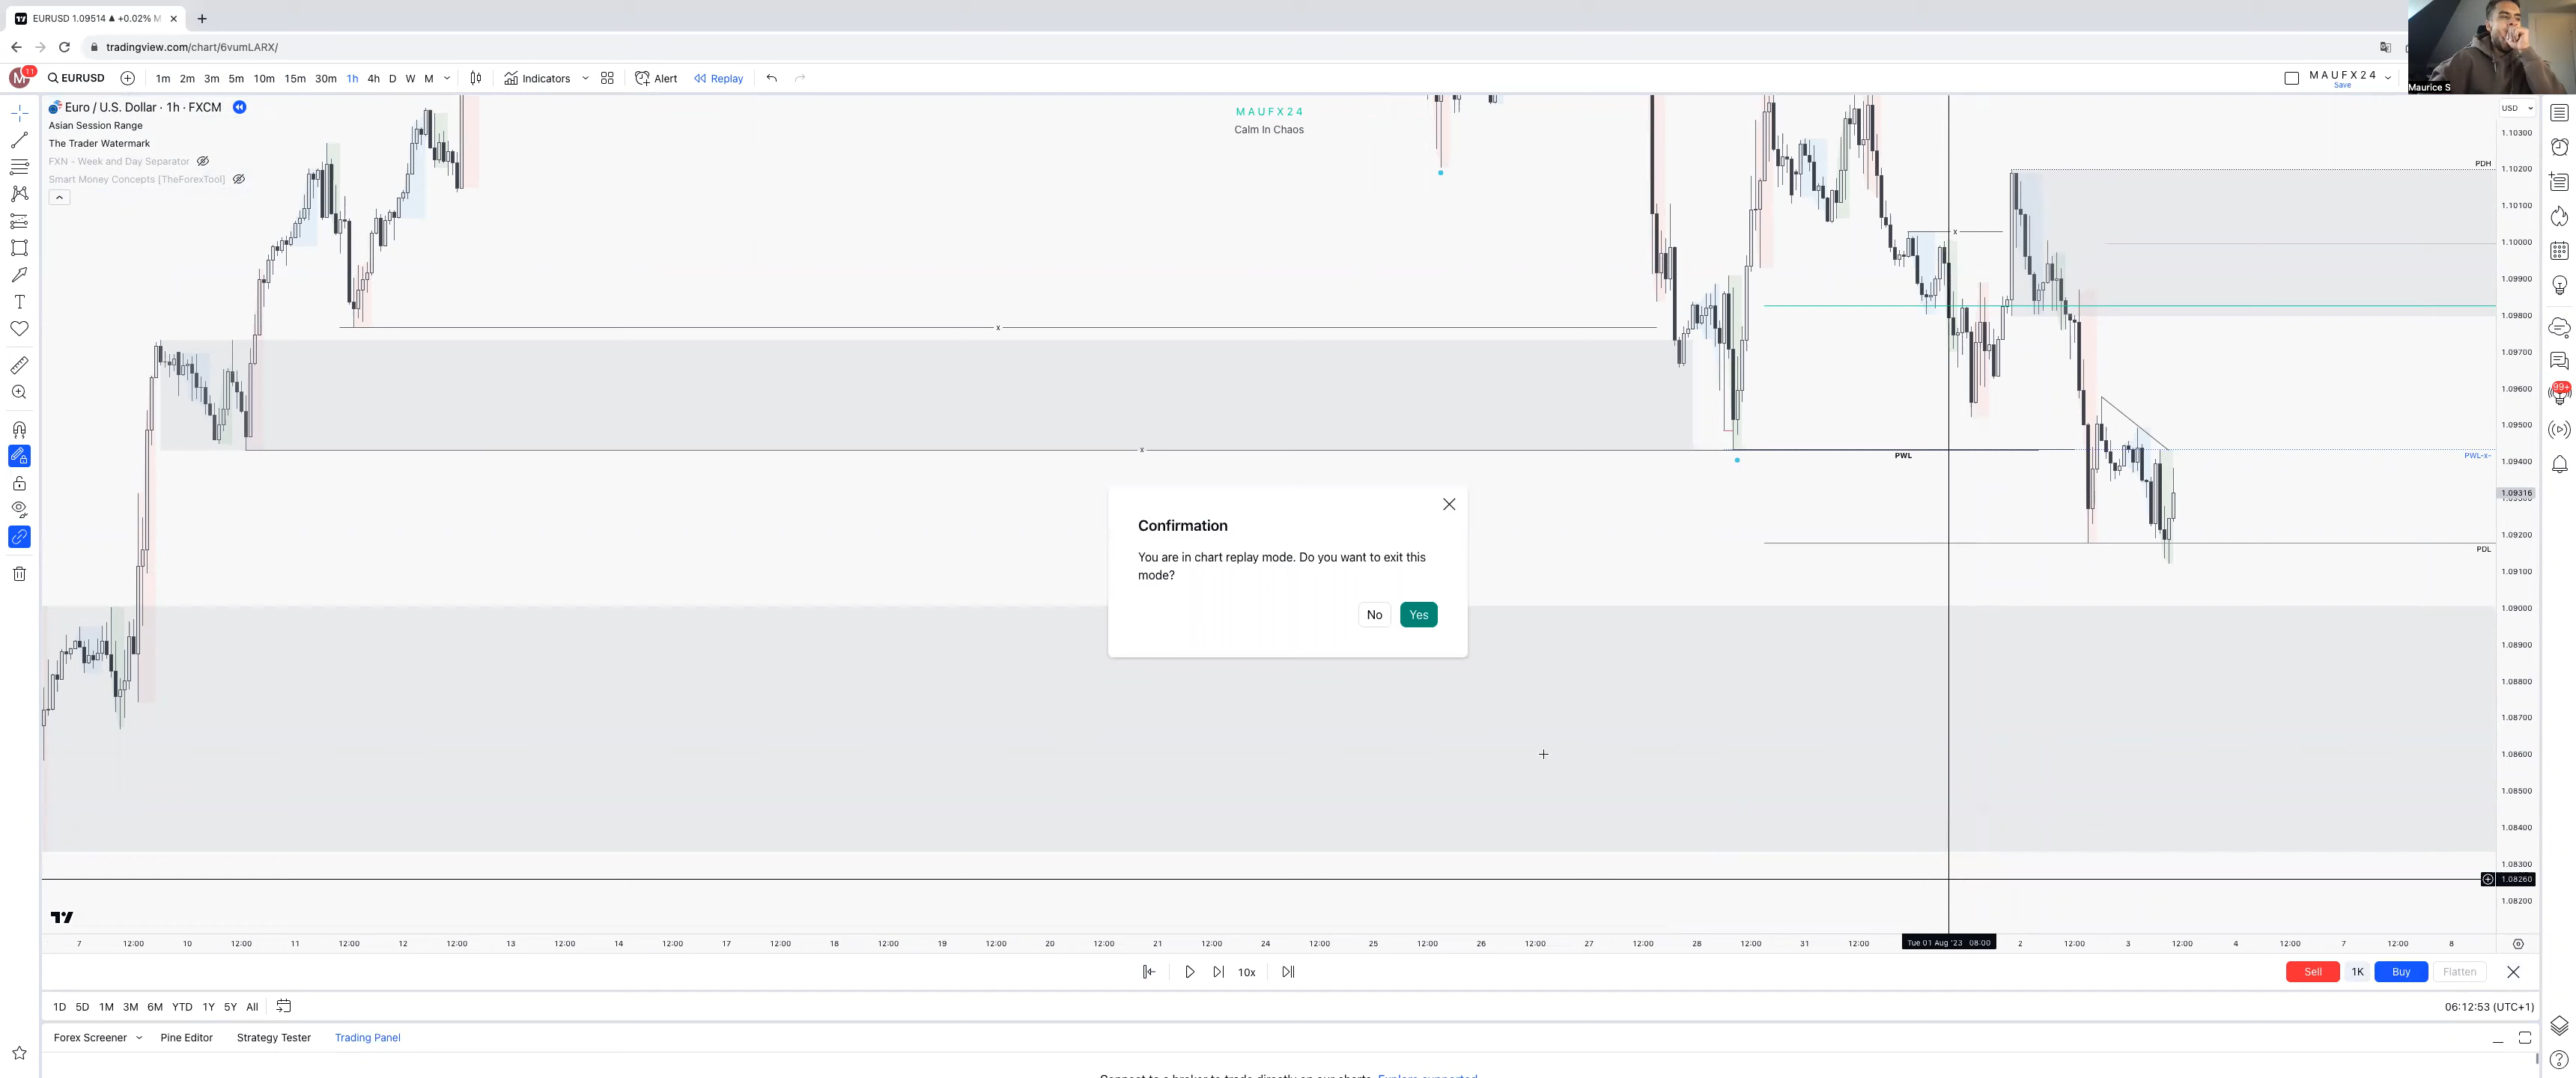 EURUSD 1.09514 ▲ +0.02% M
tradingview.com/chart/6vumLARX/
M 11 EURUSD 1m 2m 3m 5m 10m 15m 30m 1h 4h D W M Indicators Alert Replay MAUFX24
Save
Maurice S
Euro / U.S. Dollar · 1h · FXCM
Asian Session Range
The Trader Watermark
FXN - Week and Day Separator
Smart Money Concepts [TheForexTool]
MAUFX24
Calm In Chaos
USD
1.10300
PDH
1.10200
1.10100
x
1.10000
1.09900
1.09800
x
1.09700
1.09600
1.09500
x
PWL
PWL-x-
1.09400
1.09316
1.09200
PDL
1.09100
1.09000
1.08900
1.08800
1.08700
1.08600
1.08500
1.08400
1.08300
1.08260
1.08200
Confirmation
You are in chart replay mode. Do you want to exit this
mode?
No Yes
99+
7 12:00 10 12:00 11 12:00 12 12:00 13 12:00 14 12:00 17 12:00 18 12:00 19 12:00 20 12:00 21 12:00 24 12:00 25 12:00 26 12:00 27 12:00 28 12:00 31 12:00 Tue 01 Aug '23 08:00 2 12:00 3 12:00 4 12:00 7 12:00 8
10x Sell 1K Buy Flatten
1D 5D 1M 3M 6M YTD 1Y 5Y All 06:12:53 (UTC+1)
Forex Screener Pine Editor Strategy Tester Trading Panel